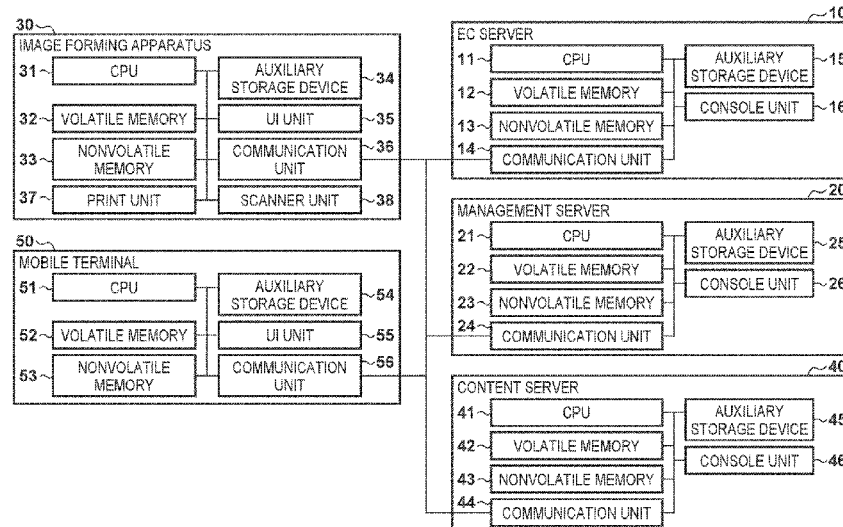 30
IMAGE FORMING APPARATUS
31 CPU
AUXILIARY STORAGE DEVICE 34
32 VOLATILE MEMORY
UI UNIT 35
33 NONVOLATILE MEMORY
COMMUNICATION UNIT 36
37 PRINT UNIT
SCANNER UNIT 38
50
MOBILE TERMINAL
51 CPU
AUXILIARY STORAGE DEVICE 54
52 VOLATILE MEMORY
UI UNIT 55
53 NONVOLATILE MEMORY
COMMUNICATION UNIT 56
10
EC SERVER
11 CPU
AUXILIARY STORAGE DEVICE 15
12 VOLATILE MEMORY
CONSOLE UNIT 16
13 NONVOLATILE MEMORY
14 COMMUNICATION UNIT
20
MANAGEMENT SERVER
21 CPU
AUXILIARY STORAGE DEVICE 25
22 VOLATILE MEMORY
CONSOLE UNIT 26
23 NONVOLATILE MEMORY
24 COMMUNICATION UNIT
40
CONTENT SERVER
41 CPU
AUXILIARY STORAGE DEVICE 45
42 VOLATILE MEMORY
CONSOLE UNIT 46
43 NONVOLATILE MEMORY
44 COMMUNICATION UNIT